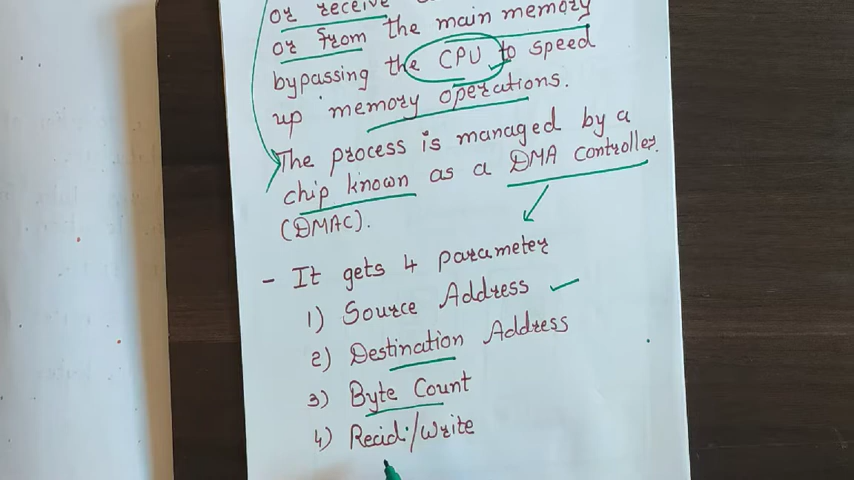 or receive
or from the main memory
bypassing the CPU to speed
up memory operations.
The process is managed by a
chip known as a DMA controller.
(DMAC).
- It gets 4 parameter
1) Source Address
2) Destination Address
3) Byte Count
4) Read/Write